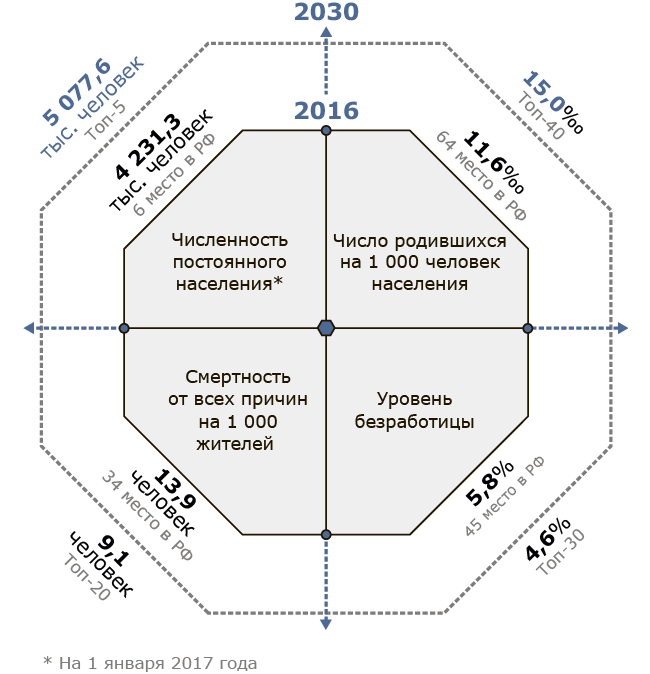 2030
5 077,6
тыс. человек
Топ-5
15,0‰
Топ-40
2016
4 231,3
тыс. человек
6 место в РФ
11,6‰
64 место в РФ
Численность
постоянного
населения*
Число родившихся
на 1 000 человек
населения
Смертность
от всех причин
на 1 000
жителей
Уровень
безработицы
13,9
человек
34 место в РФ
5,8%
45 место в РФ
9,1
человек
Топ-20
4,6%
Топ-30
* На 1 января 2017 года